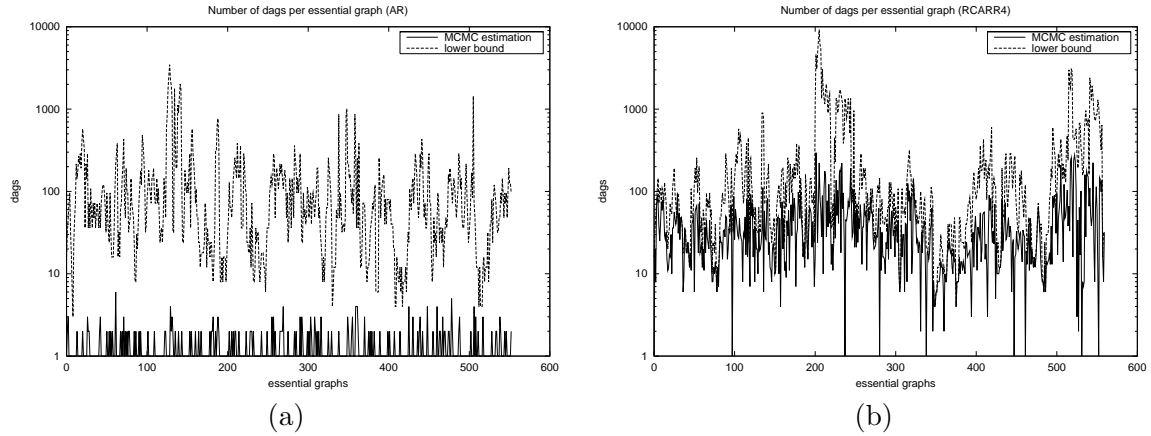 Number of dags per essential graph (AR)
MCMC estimation
lower bound
10000
1000
100
10
1
dags
0 100 200 300 400 500 600
essential graphs
(a)
Number of dags per essential graph (RCARR4)
MCMC estimation
lower bound
10000
1000
100
10
1
dags
0 100 200 300 400 500 600
essential graphs
(b)